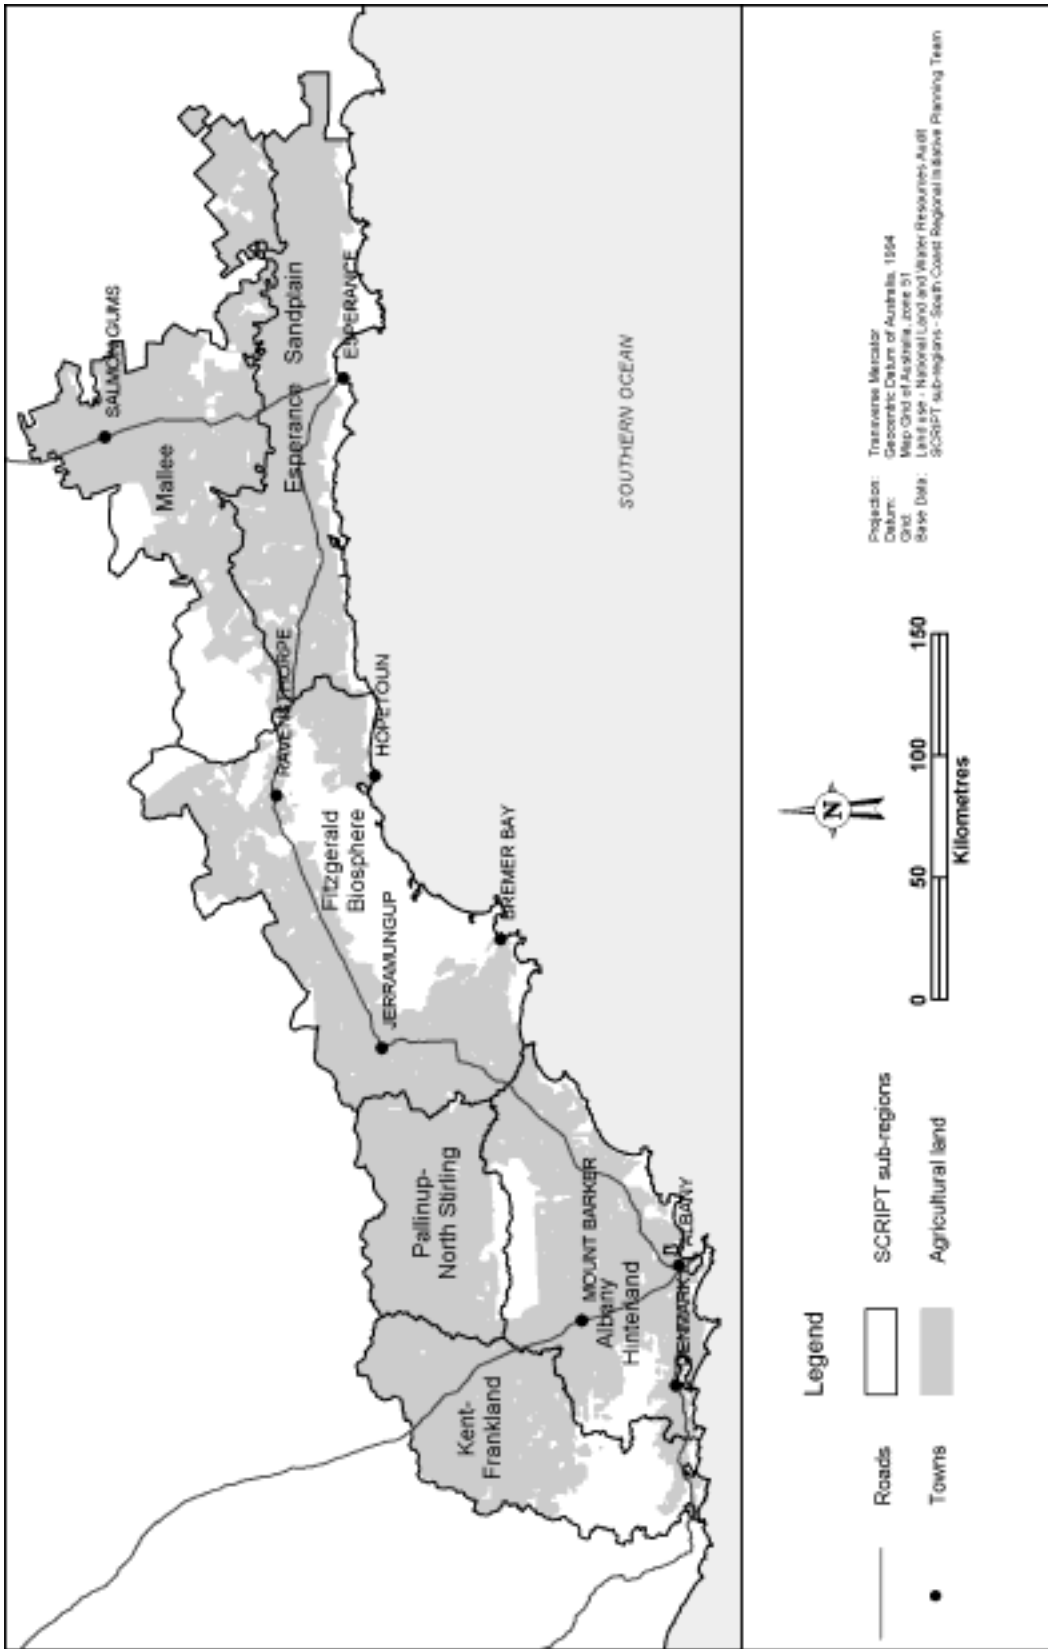 SALMON GUMS
Mallee
Esperance Sandplain
ESPERANCE
RAVENSTHORPE
HOPETOUN
Fitzgerald
Biosphere
JERRAMUNGUP
BREMER BAY
Pallinup-
North Stirling
Kent-
Frankland
MOUNT BARKER
Albany
Hinterland
ALBANY
DENMARK
SOUTHERN OCEAN
Legend
Roads
Towns
SCRIPT sub-regions
Agricultural land
N
0 50 100 150
Kilometres
Projection: Transverse Mercator
Datum: Geocentric Datum of Australia, 1994
Grid: Map Grid of Australia, zone 51
Base Data: Land use - National Land and Water Resources Audit
SCRIPT sub-regions - South Coast Regional Initiative Planning Team